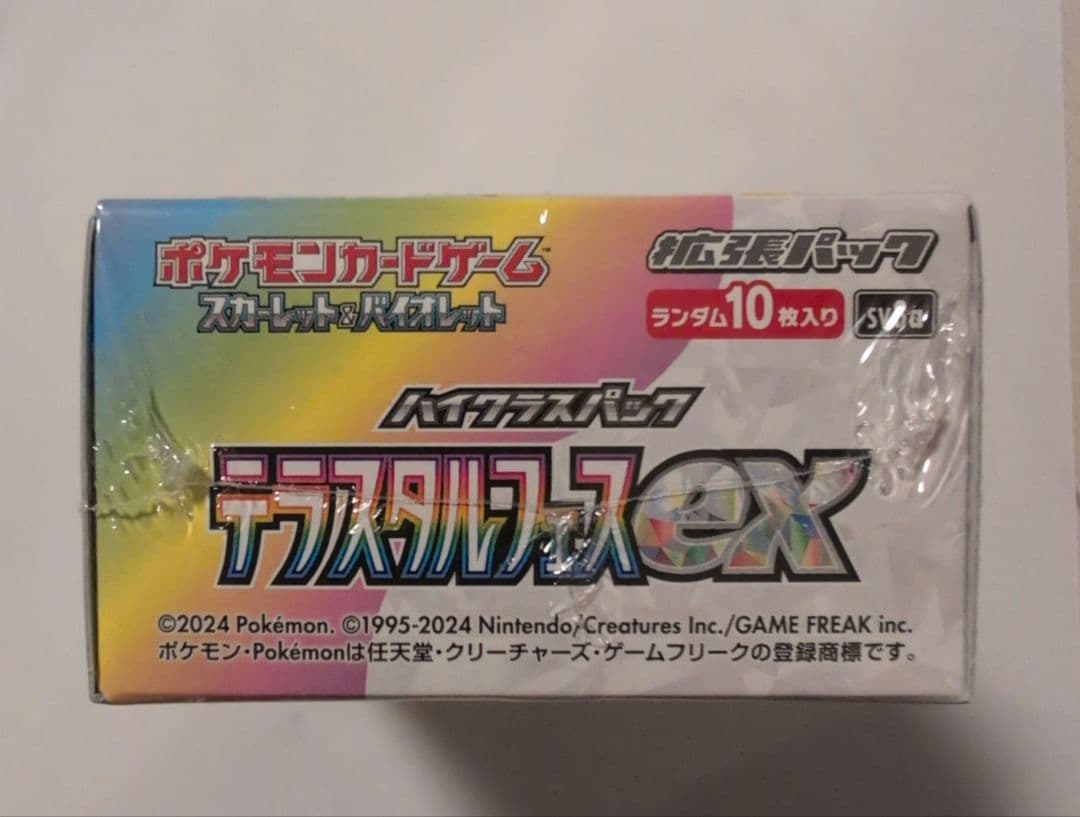 ポケモンカードゲーム™
スカーレット&バイオレット
拡張パック
ランダム10枚入り
ハイクラスパック
テラスタルフェスex
©2024 Pokémon. ©1995-2024 Nintendo/Creatures Inc./GAME FREAK inc.
ポケモン・Pokémonは任天堂・クリーチャーズ・ゲームフリークの登録商標です。